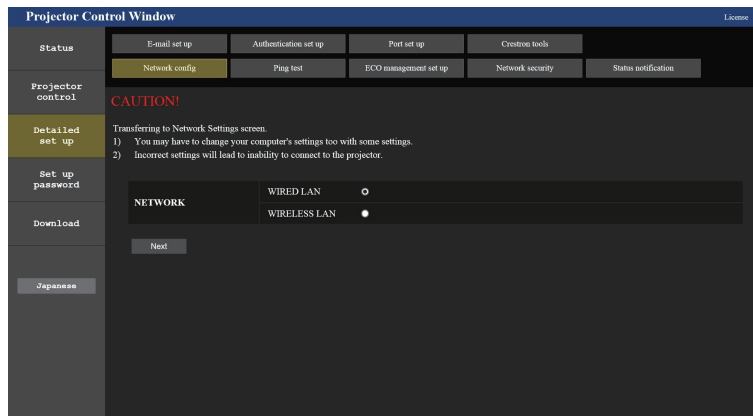 Projector Control Window
License
Status
Projector
control
Detailed
set up
Set up
password
Download
Japanese
E-mail set up
Authentication set up
Port set up
Crestron tools
Network config
Ping test
ECO management set up
Network security
Status notification
CAUTION!
Transferring to Network Settings screen.
1) You may have to change your computer's settings too with some settings.
2) Incorrect settings will lead to inability to connect to the projector.
NETWORK
WIRED LAN
WIRELESS LAN
Next